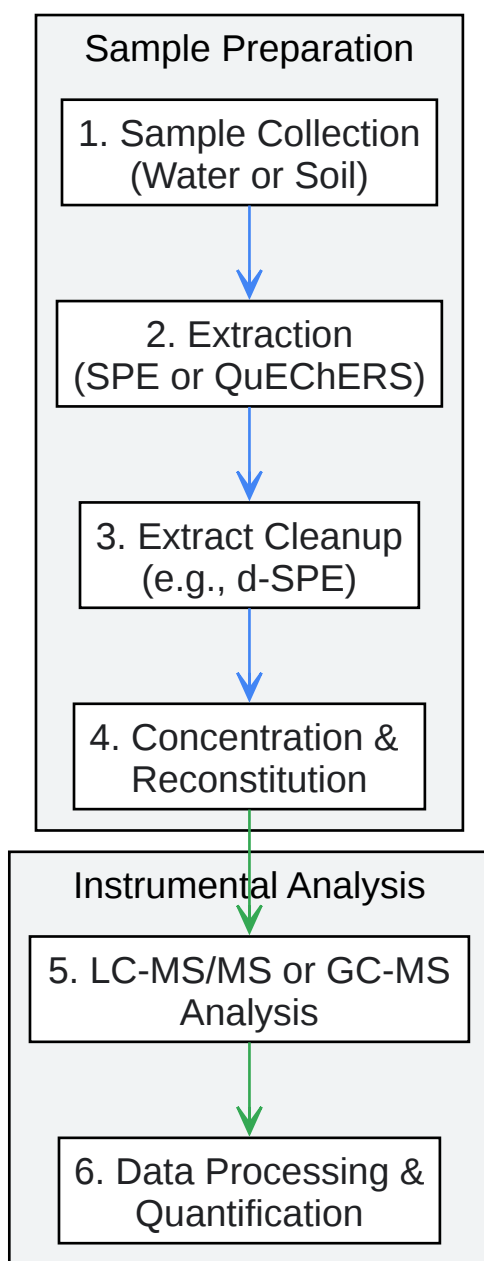 Sample Preparation
1. Sample Collection
(Water or Soil)
2. Extraction
(SPE or QuEChERS)
3. Extract Cleanup
(e.g., d-SPE)
4. Concentration &
Reconstitution
Instrumental Analysis
5. LC-MS/MS or GC-MS
Analysis
6. Data Processing &
Quantification